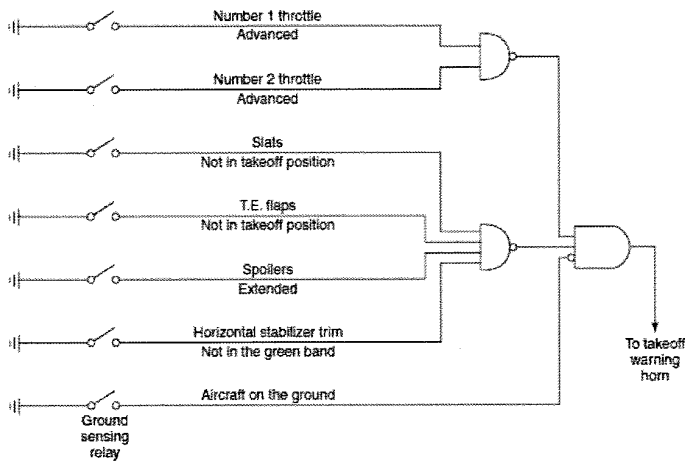 Number 1 throttle
Advanced
Number 2 throttle
Advanced
Slats
Not in takeoff position
T.E. flaps
Not in takeoff position
Spoilers
Extended
Horizontal stabilizer trim
Not in the green band
To takeoff
warning
horn
Aircraft on the ground
Ground
sensing
relay